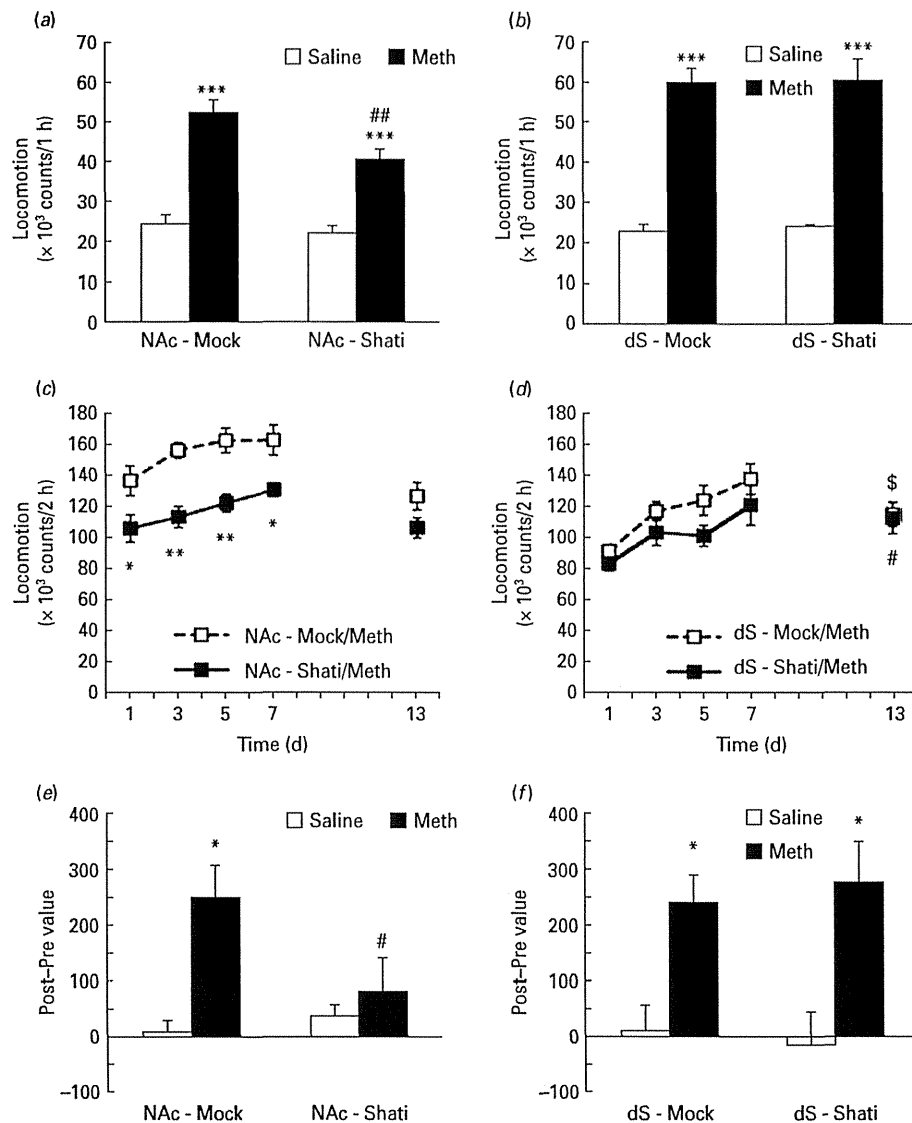 (a)
Saline Meth
Locomotion
(× 10³ counts/1 h)
70
60
50
40
30
20
10
0
***
##
***
NAc - Mock NAc - Shati
(b)
Saline
Meth
Locomotion
(× 10³ counts/1 h)
70
60
50
40
30
20
10
0
***
***
dS - Mock dS - Shati
(c)
Locomotion
(× 10³ counts/2 h)
180
160
140
120
100
80
60
40
20
0
*
**
**
*
NAc - Mock/Meth
NAc - Shati/Meth
1 3 5 7 13
Time (d)
(d)
Locomotion
(× 10³ counts/2 h)
180
160
140
120
100
80
60
40
20
0
$
#
dS - Mock/Meth
dS - Shati/Meth
1 3 5 7 13
Time (d)
(e)
Saline Meth
Post–Pre value
400
300
200
100
0
–100
*
#
NAc - Mock NAc - Shati
(f)
Saline
Meth
Post–Pre value
400
300
200
100
0
–100
*
*
dS - Mock dS - Shati